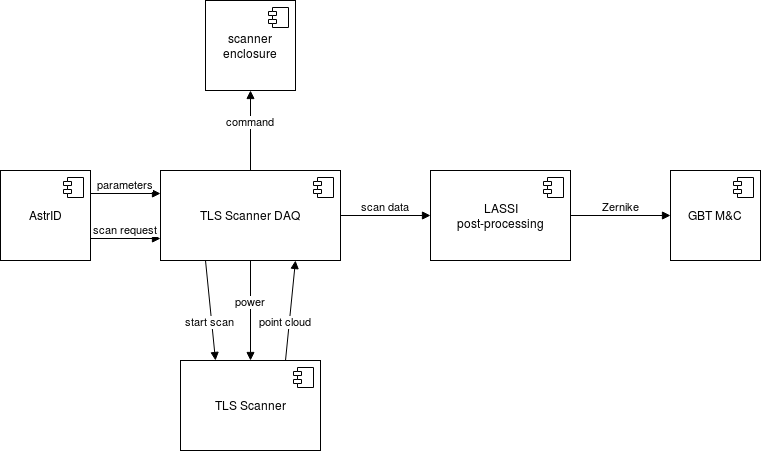 scanner
enclosure
command
AstrID
parameters
scan request
TLS Scanner DAQ
scan data
LASSI
post-processing
Zernike
GBT M&C
start scan
power
point cloud
TLS Scanner